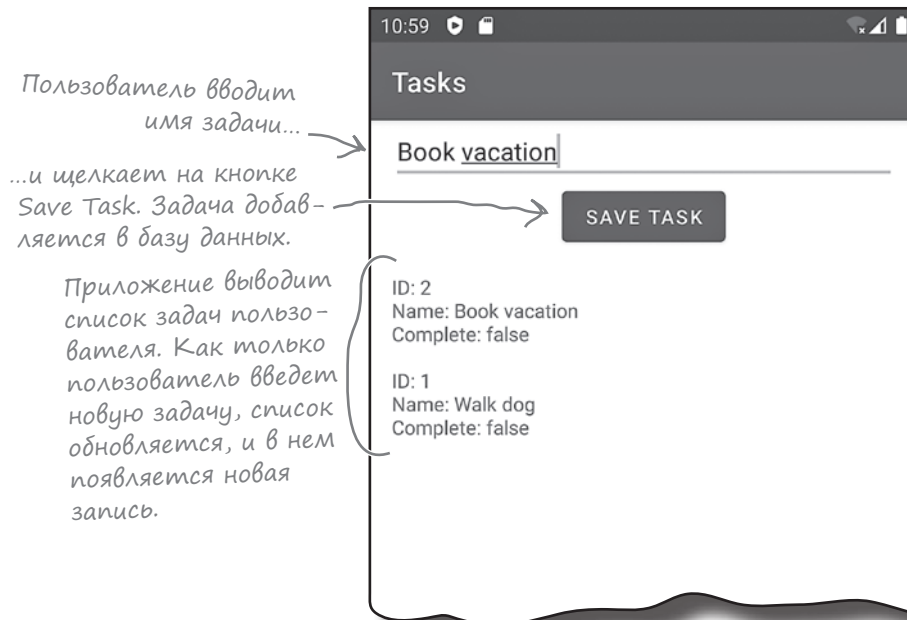 10:59
Tasks
Пользователь вводит
имя задачи...
Book vacation
...и щелкает на кнопке
Save Task. Задача добав-
ляется в базу данных.
SAVE TASK
Приложение выводит
список задач пользо-
вателя. Как только
пользователь введет
новую задачу, список
обновляется, и в нем
появляется новая
запись.
ID: 2
Name: Book vacation
Complete: false
ID: 1
Name: Walk dog
Complete: false